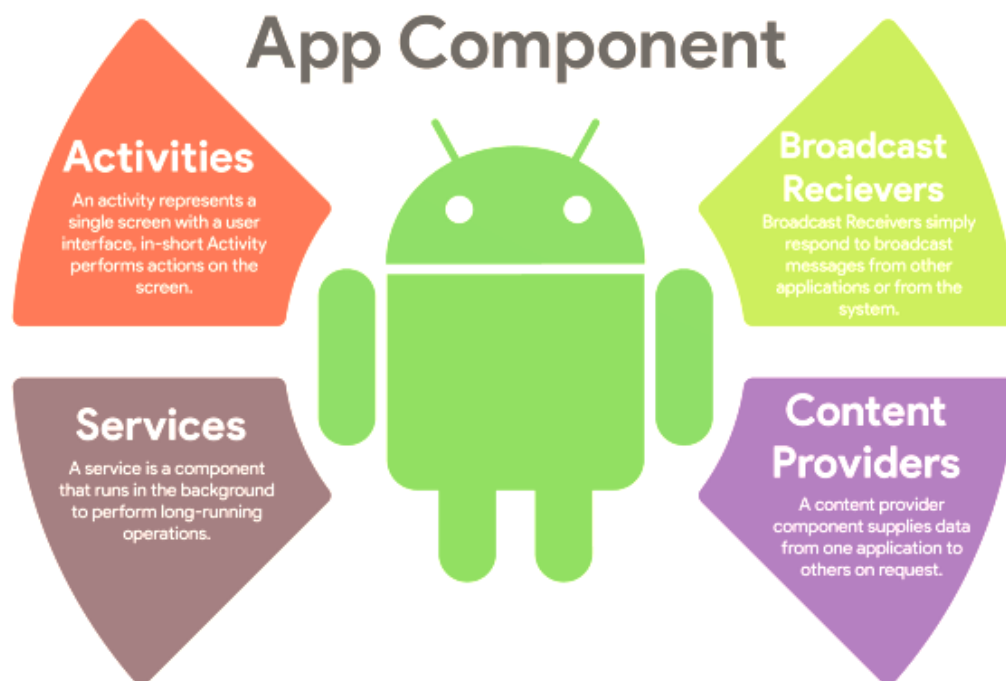 App Component
Activities
An activity represents a
single screen with a user
interface, in-short Activity
performs actions on the
screen.
Broadcast
Recievers
Broadcast Receivers simply
respond to broadcast
messages from other
applications or from the
system.
Services
A service is a component
that runs in the background
to perform long-running
operations.
Content
Providers
A content provider
component supplies data
from one application to
others on request.